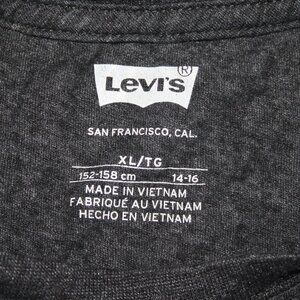 Levi's ®
SAN FRANCISCO, CAL.
XL/TG
152-158 cm 14-16
MADE IN VIETNAM
FABRIQUÉ AU VIETNAM
HECHO EN VIETNAM